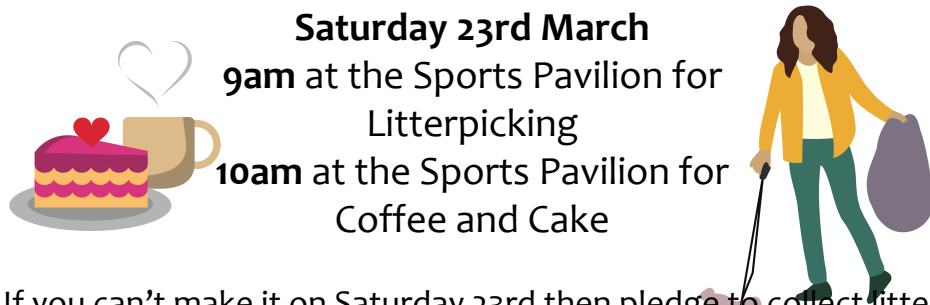 Saturday 23rd March
9am at the Sports Pavilion for
Litterpicking
10am at the Sports Pavilion for
Coffee and Cake
If you can't make it on Saturday 23rd then pledge to collect